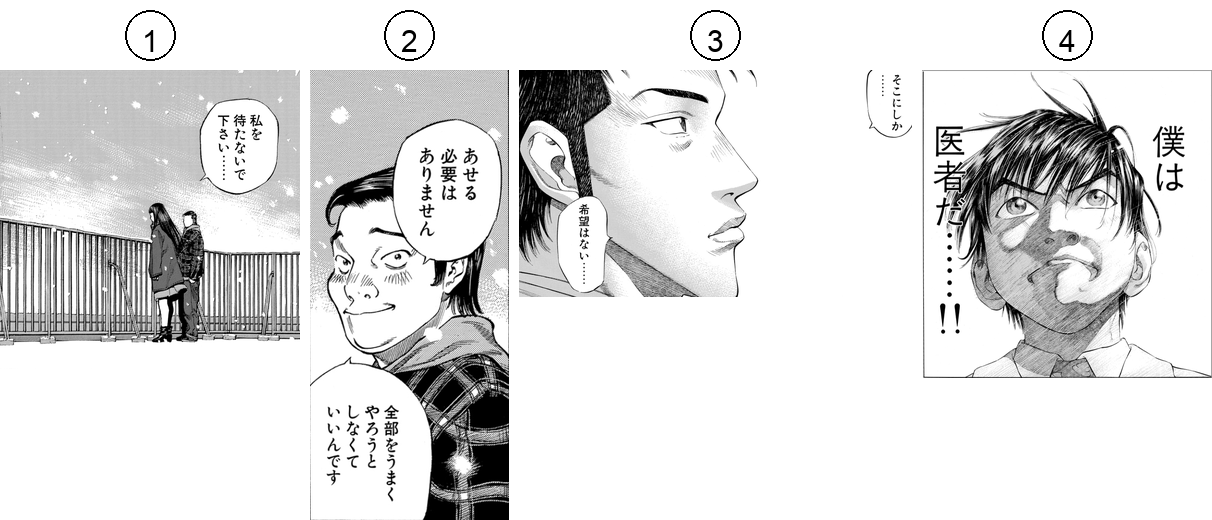 1
私を
待たないで
下さい……
2
あせる
必要は
ありません
全部をうまく
やろうと
しなくて
いいんです
3
希望はない……
そこにしか
……
4
僕は
医者だ……‼